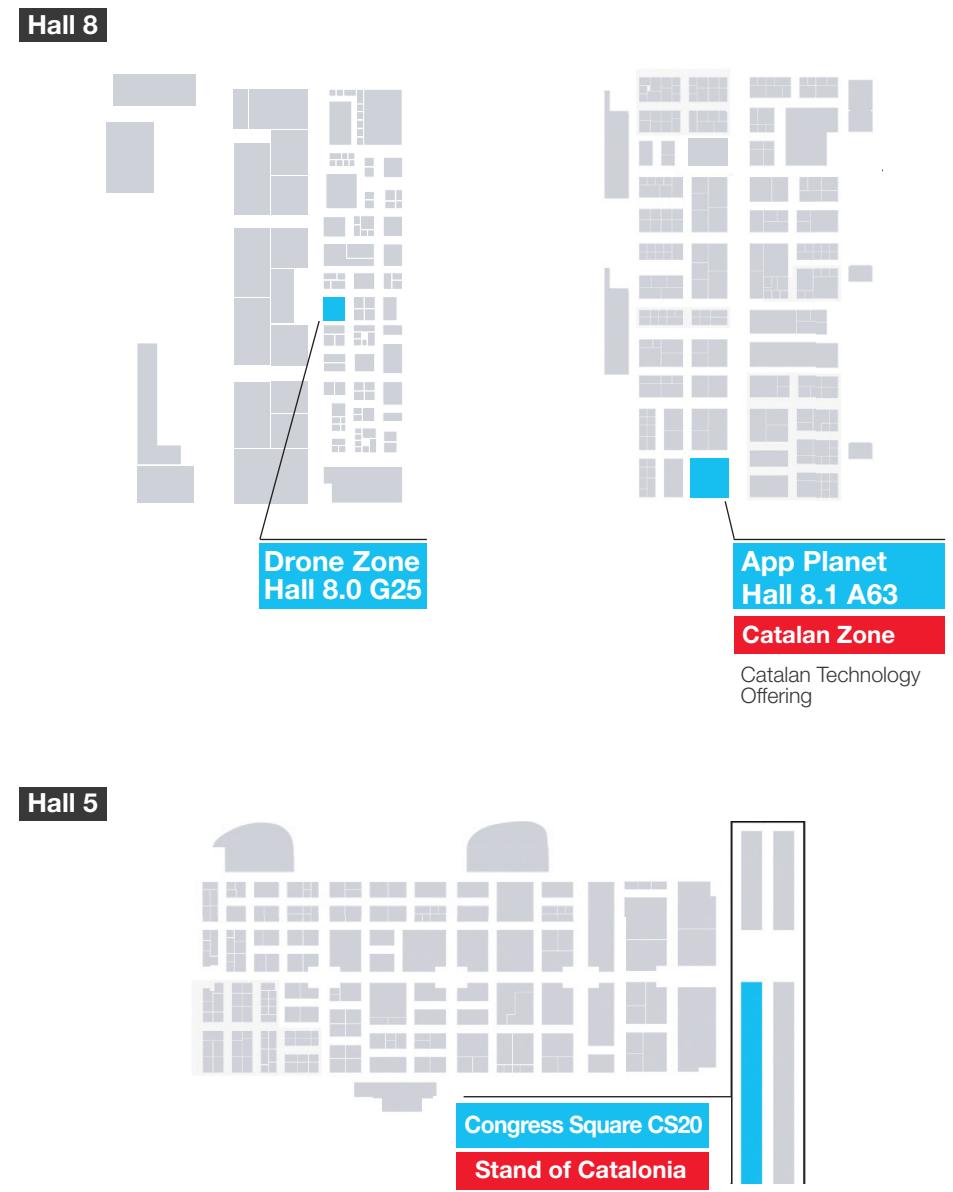 Hall 8
Drone Zone
Hall 8.0 G25
App Planet
Hall 8.1 A63
Catalan Zone
Catalan Technology
Offering
Hall 5
Congress Square CS20
Stand of Catalonia